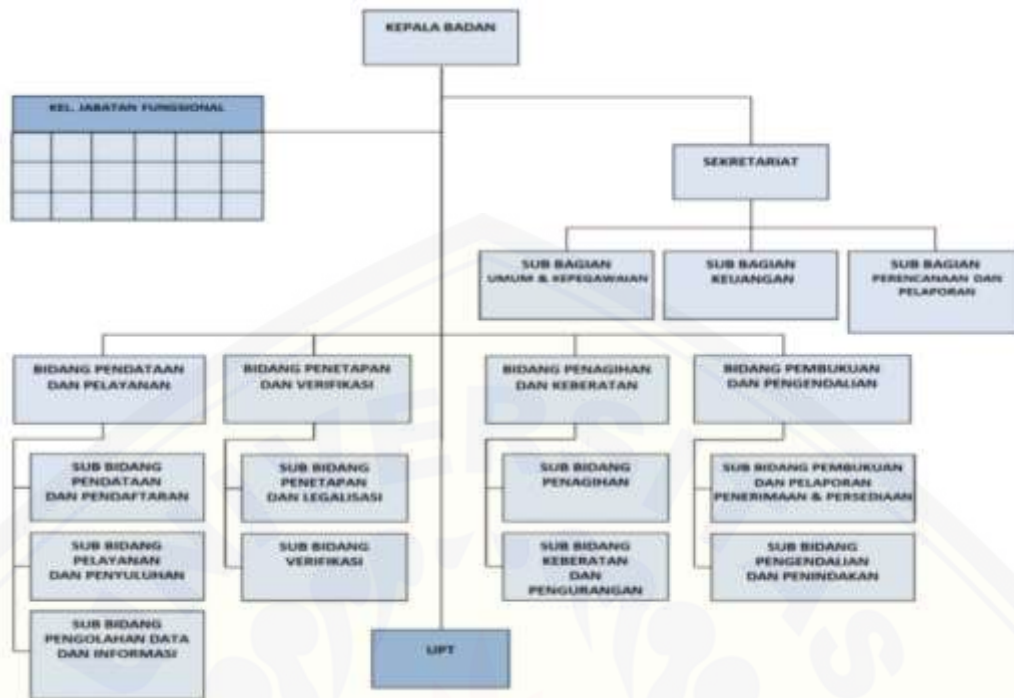 KEPALA BADAN
KEL. JABATAN FUNGSIONAL
SEKRETARIAT
SUB BAGIAN
UMUM & KEPEGAWAIAN
SUB BAGIAN
KEUANGAN
SUB BAGIAN
PERENCANAAN DAN
PELAPORAN
BIDANG PENDATAAN
DAN PELAYANAN
BIDANG PENETAPAN
DAN VERIFIKASI
BIDANG PENAGIHAN
DAN KEBERATAN
BIDANG PEMBUKUAN
DAN PENGENDALIAN
SUB BIDANG
PENDATAAN
DAN PENDAFTARAN
SUB BIDANG
PENETAPAN
DAN LEGALISASI
SUB BIDANG
PENAGIHAN
SUB BIDANG PEMBUKUAN
DAN PELAPORAN
PENERIMAAN & PERSEDIAAN
SUB BIDANG
PELAYANAN
DAN PENYULUHAN
SUB BIDANG
VERIFIKASI
SUB BIDANG
KEBERATAN
DAN
PENGURANGAN
SUB BIDANG
PENGENDALIAN
DAN PENINDAKAN
SUB BIDANG
PENGOLAHAN DATA
DAN INFORMASI
UPT
UNIVERSITAS